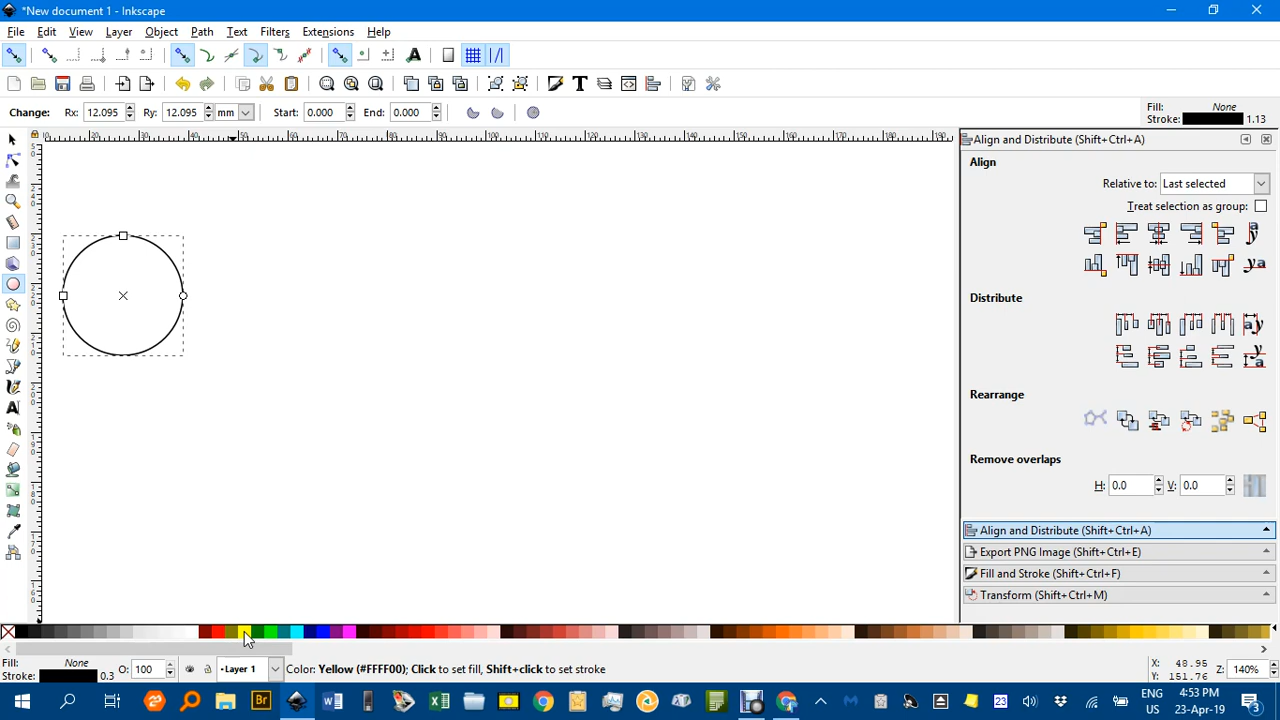 *New document 1 - Inkscape
File Edit View Layer Object Path Text Filters Extensions Help
Change: Rx: 12.095 Ry: 12.095 mm Start: 0.000 End: 0.000
Fill: None
Stroke: 1.13
Align and Distribute (Shift+Ctrl+A)
Align
Relative to: Last selected
Treat selection as group:
Distribute
Rearrange
Remove overlaps
H: 0.0 V: 0.0
Align and Distribute (Shift+Ctrl+A)
Export PNG Image (Shift+Ctrl+E)
Fill and Stroke (Shift+Ctrl+F)
Transform (Shift+Ctrl+M)
Fill: None
Stroke: 0.3
O: 100
Layer 1
Color: Yellow (#FFFF00); Click to set fill, Shift+click to set stroke
X: 48.95
Y: 151.76
Z: 140%
ENG
US
4:53 PM
23-Apr-19